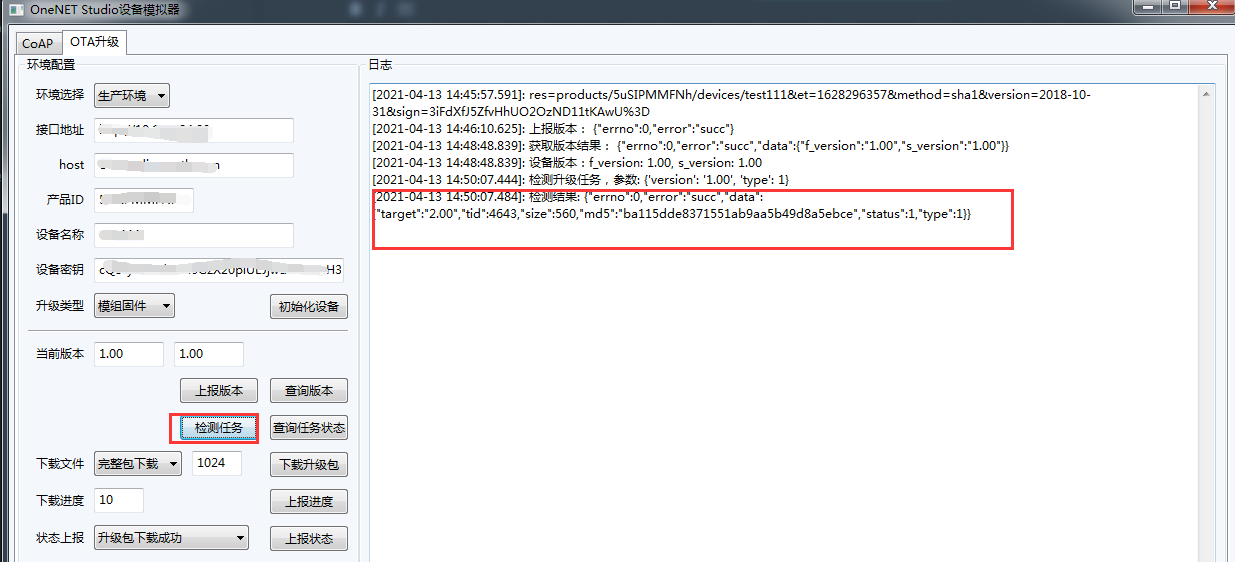 OneNET Studio设备模拟器
CoAP OTA升级
环境配置
环境选择 生产环境
接口地址
host
产品ID
设备名称
设备密钥 H3
升级类型 模组固件 初始化设备
当前版本 1.00 1.00
上报版本 查询版本
检测任务 查询任务状态
下载文件 完整包下载 1024 下载升级包
下载进度 10 上报进度
状态上报 升级包下载成功 上报状态
日志
[2021-04-13 14:45:57.591]: res=products/5uSIPMMFNh/devices/test111&et=1628296357&method=sha1&version=2018-10-
31&sign=3iFdXfJ5ZfvHhUO2OzND11tKAwU%3D
[2021-04-13 14:46:10.625]: 上报版本： {"errno":0,"error":"succ"}
[2021-04-13 14:48:48.839]: 获取版本结果： {"errno":0,"error":"succ","data":{"f_version":"1.00","s_version":"1.00"}}
[2021-04-13 14:48:48.839]: 设备版本：f_version: 1.00, s_version: 1.00
[2021-04-13 14:50:07.444]: 检测升级任务，参数: {'version': '1.00', 'type': 1}
[2021-04-13 14:50:07.484]: 检测结果: {"errno":0,"error":"succ","data":
{"target":"2.00","tid":4643,"size":560,"md5":"ba115dde8371551ab9aa5b49d8a5ebce","status":1,"type":1}}